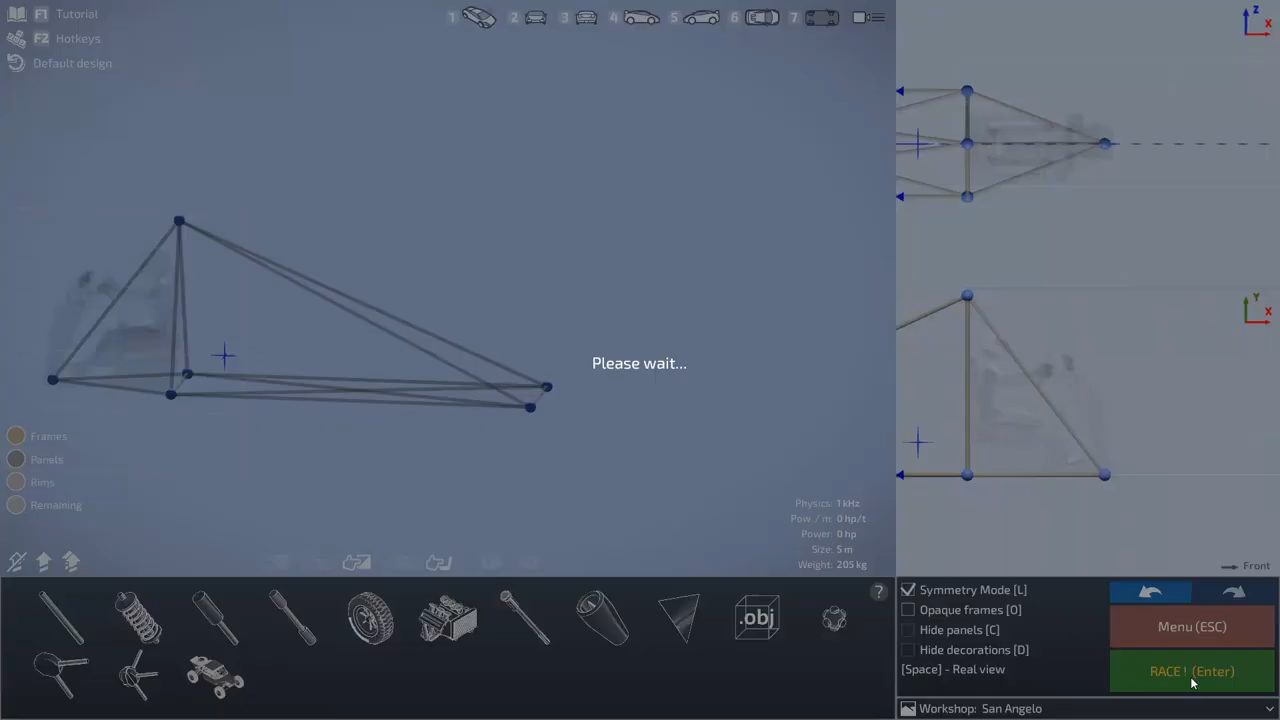 F1 Tutorial
1 2 3 4 5 6 7
F2 Hotkeys
Default design
Z
X
Y
X
Please wait...
Frames
Panels
Rims
Remaining
Physics: 1 kHz
Pow. / m: 0 hp/t
Power: 0 hp
Size: 5 m
Weight: 205 kg
Front
?
.obj
Symmetry Mode [L]
Opaque frames [O]
Hide panels [C]
Hide decorations [D]
[Space] - Real view
Menu (ESC)
RACE! (Enter)
Workshop: San Angelo